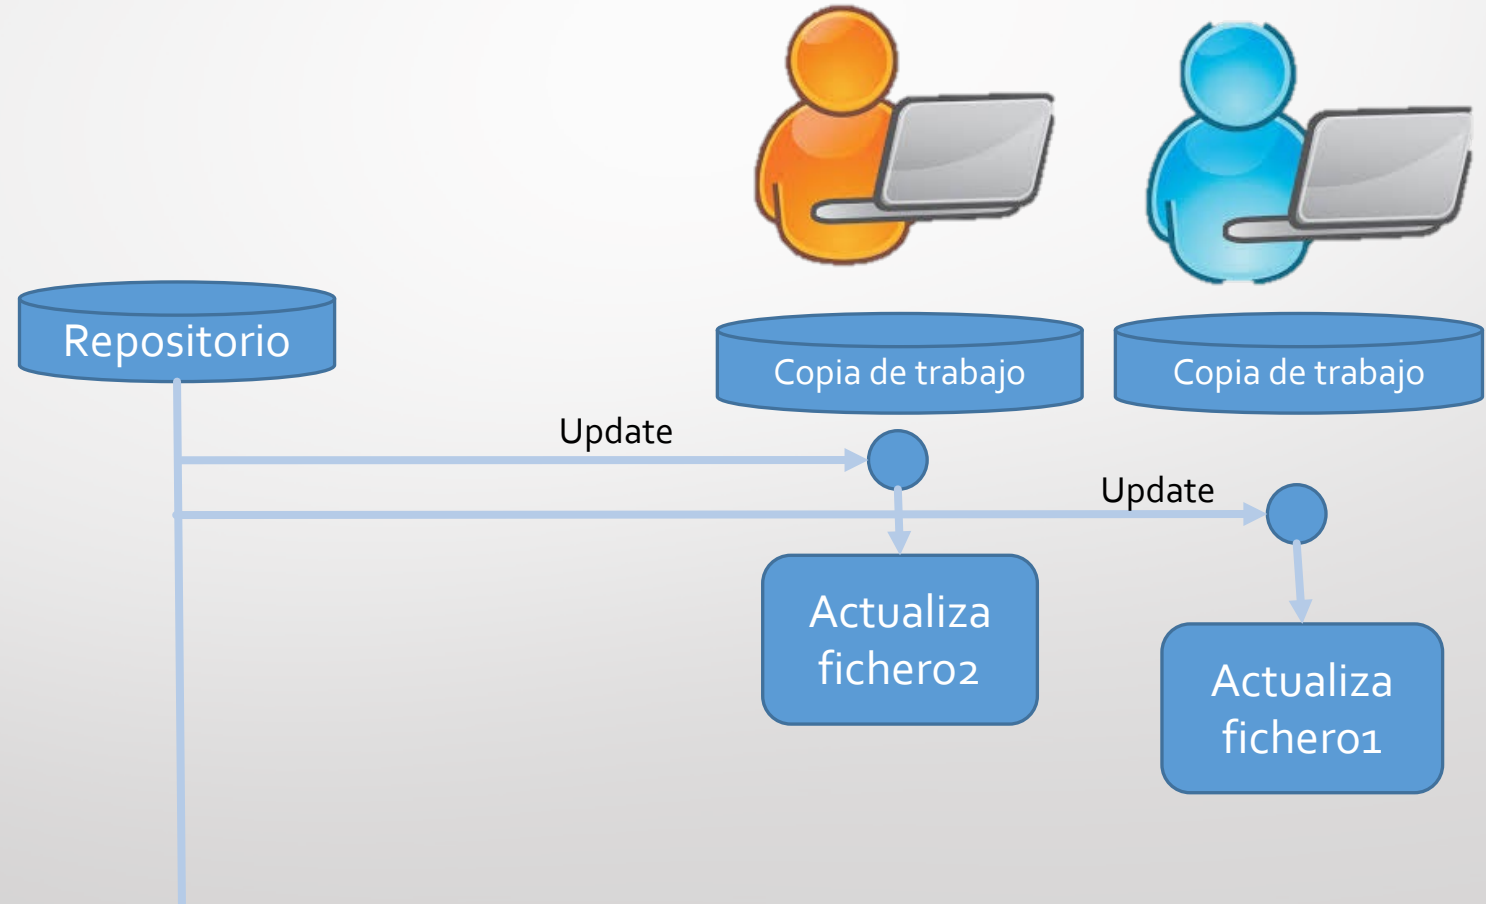 Repositorio
Copia de trabajo
Copia de trabajo
Update
Update
Actualiza
fichero2
Actualiza
fichero1